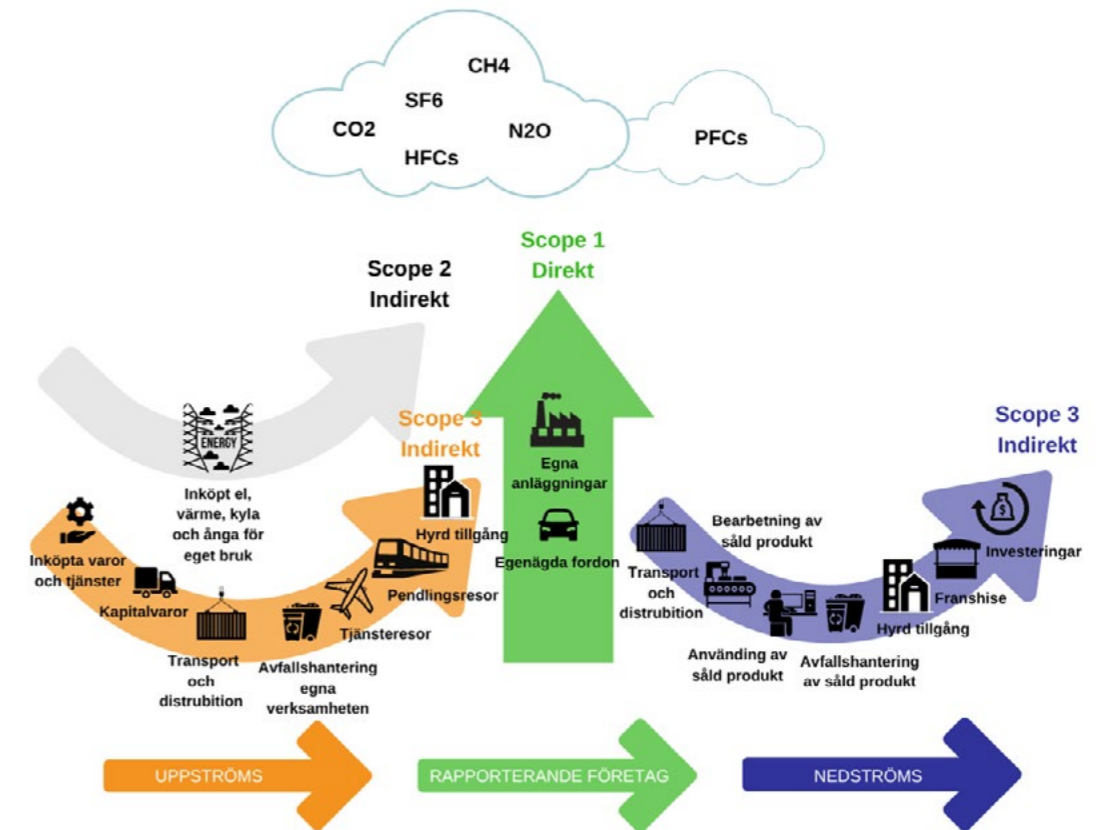 CH4
SF6
CO2
N2O
HFCs
PFCs
Scope 1
Direkt
Scope 2
Indirekt
ENERGY
Inköpt el,
värme, kyla
och ånga för
eget bruk
Scope 3
Indirekt
Inköpta varor
och tjänster
Kapitalvaror
Transport
och
distrubition
Avfallshantering
egna
verksamheten
Tjänsteresor
Pendlingsresor
Hyrd tillgång
Egna
anläggningar
Egenägda fordon
Scope 3
Indirekt
Transport
och
distrubition
Bearbetning av
såld produkt
Använding av
såld produkt
Avfallshantering
av såld produkt
Hyrd tillgång
Franshise
Investeringar
$
UPPSTRÖMS
RAPPORTERANDE FÖRETAG
NEDSTRÖMS